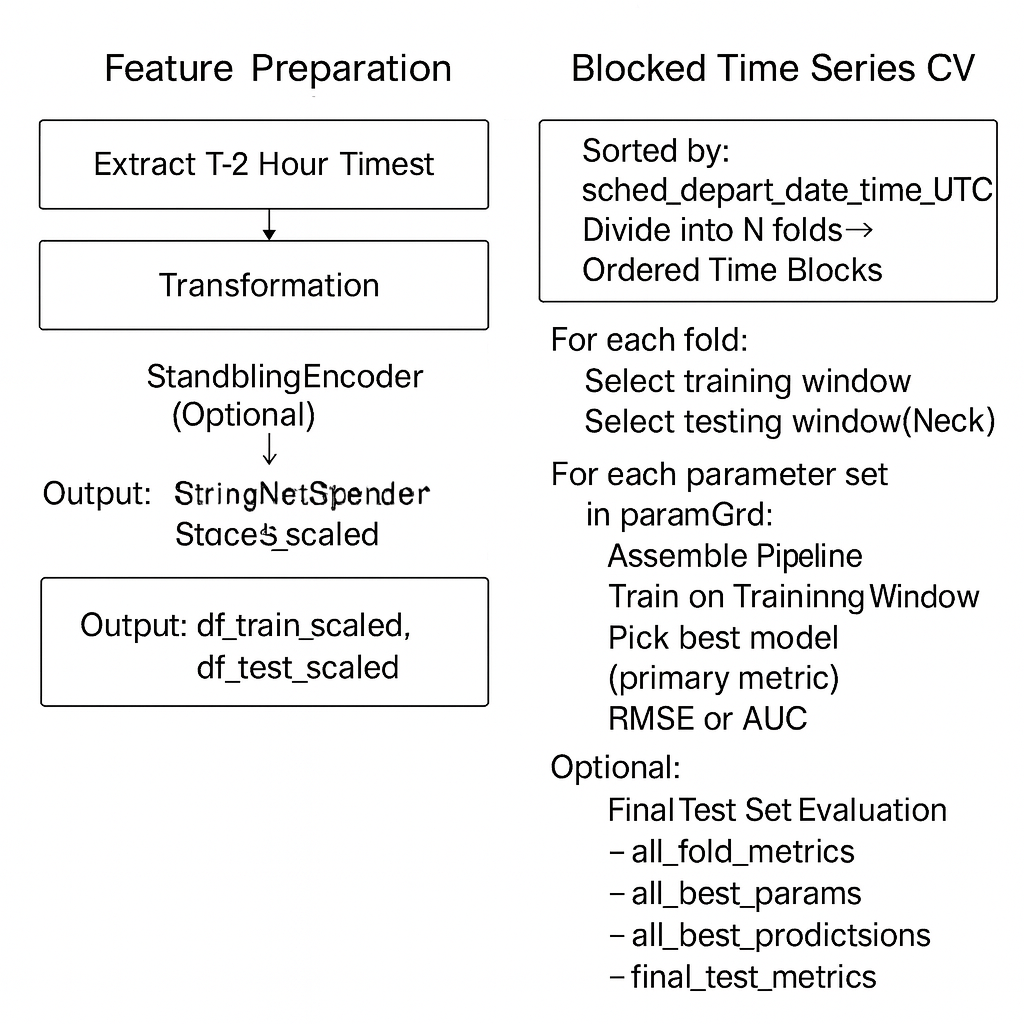 Feature Preparation
Extract T-2 Hour Timest
Transformation
StandblingEncoder
(Optional)
Output: StringNetSpender
Staces_scaled
Output: df_train_scaled,
df_test_scaled
Blocked Time Series CV
Sorted by:
sched_depart_date_time_UTC
Divide into N folds→
Ordered Time Blocks
For each fold:
Select training window
Select testing window(Neck)
For each parameter set
in paramGrd:
Assemble Pipeline
Train on Traininng Window
Pick best model
(primary metric)
RMSE or AUC
Optional:
Final Test Set Evaluation
– all_fold_metrics
– all_best_params
– all_best_prodictsions
– final_test_metrics